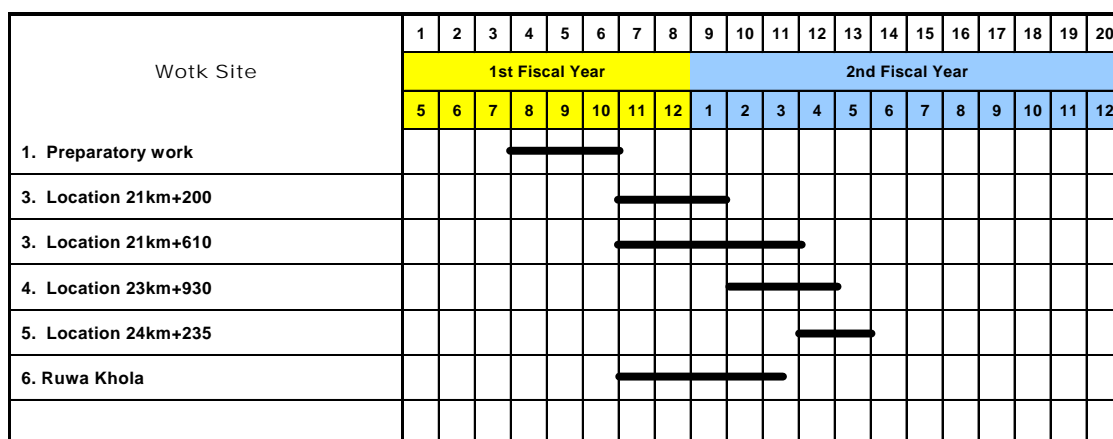 1 2 3 4 5 6 7 8 9 10 11 12 13 14 15 16 17 18 19 20
Wotk Site
1st Fiscal Year 2nd Fiscal Year
5 6 7 8 9 10 11 12 1 2 3 4 5 6 7 8 9 10 11 12
1. Preparatory work
3. Location 21km+200
3. Location 21km+610
4. Location 23km+930
5. Location 24km+235
6. Ruwa Khola